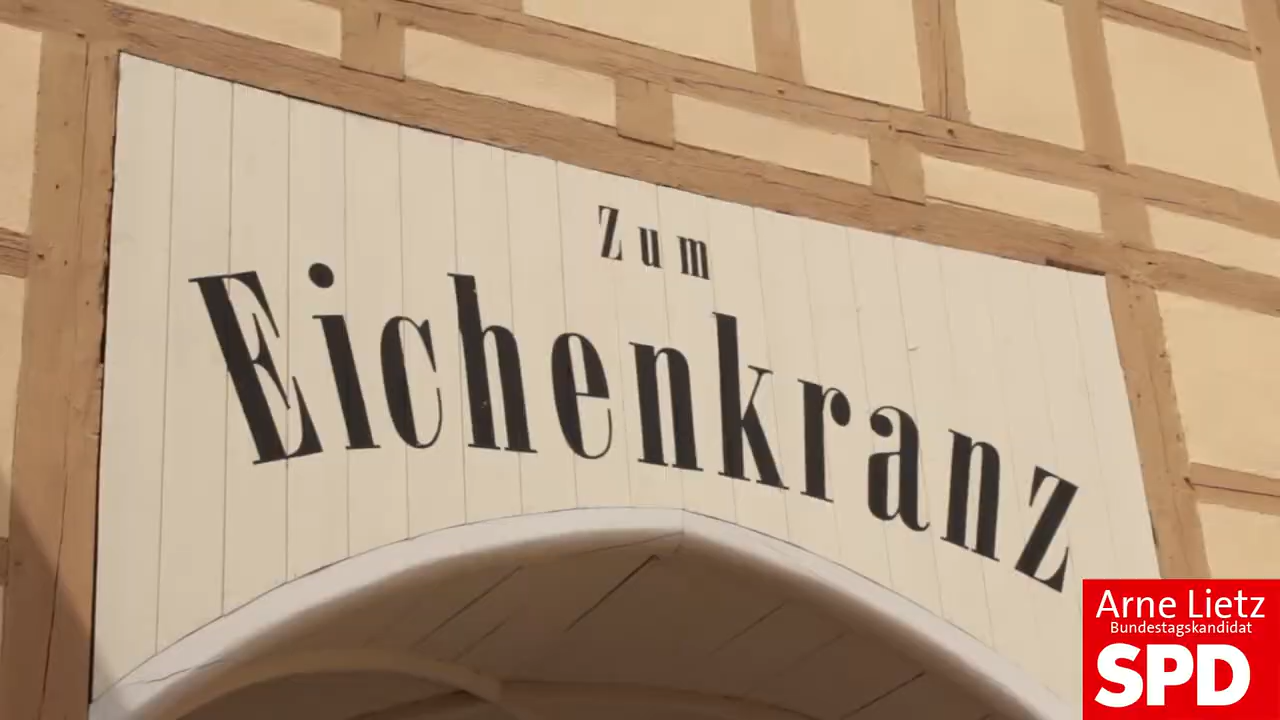 Zum
Eichenkranz
Arne Lietz
Bundestagskandidat
SPD